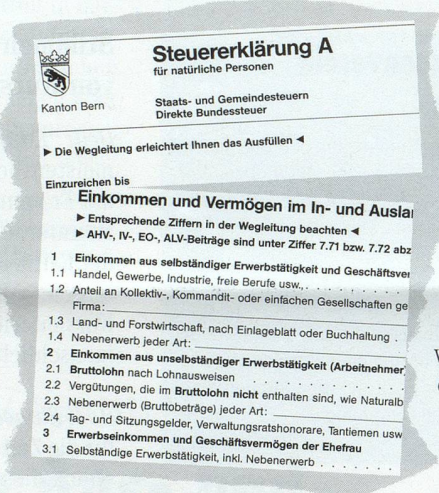 Steuererklärung A
für natürliche Personen
Kanton Bern
Staats- und Gemeindesteuern
Direkte Bundessteuer
► Die Wegleitung erleichtert Ihnen das Ausfüllen ◄
Einzureichen bis
Einkommen und Vermögen im In- und Auslan
► Entsprechende Ziffern in der Wegleitung beachten ◄
► AHV-, IV-, EO-, ALV-Beiträge sind unter Ziffer 7.71 bzw. 7.72 abz
1 Einkommen aus selbständiger Erwerbstätigkeit und Geschäftsver
1.1 Handel, Gewerbe, Industrie, freie Berufe usw., . . . . . . . . .
1.2 Anteil an Kollektiv-, Kommandit- oder einfachen Gesellschaften ge
Firma:
1.3 Land- und Forstwirtschaft, nach Einlageblatt oder Buchhaltung .
1.4 Nebenerwerb jeder Art:
2 Einkommen aus unselbständiger Erwerbstätigkeit (Arbeitnehmer
2.1 Bruttolohn nach Lohnausweisen . . . . . . . . . .
2.2 Vergütungen, die im Bruttolohn nicht enthalten sind, wie Naturalb
2.3 Nebenerwerb (Bruttobeträge) jeder Art:
2.4 Tag- und Sitzungsgelder, Verwaltungsratshonorare, Tantiemen usw
3 Erwerbseinkommen und Geschäftsvermögen der Ehefrau
3.1 Selbständige Erwerbstätigkeit, inkl. Nebenerwerb . . . . . . .